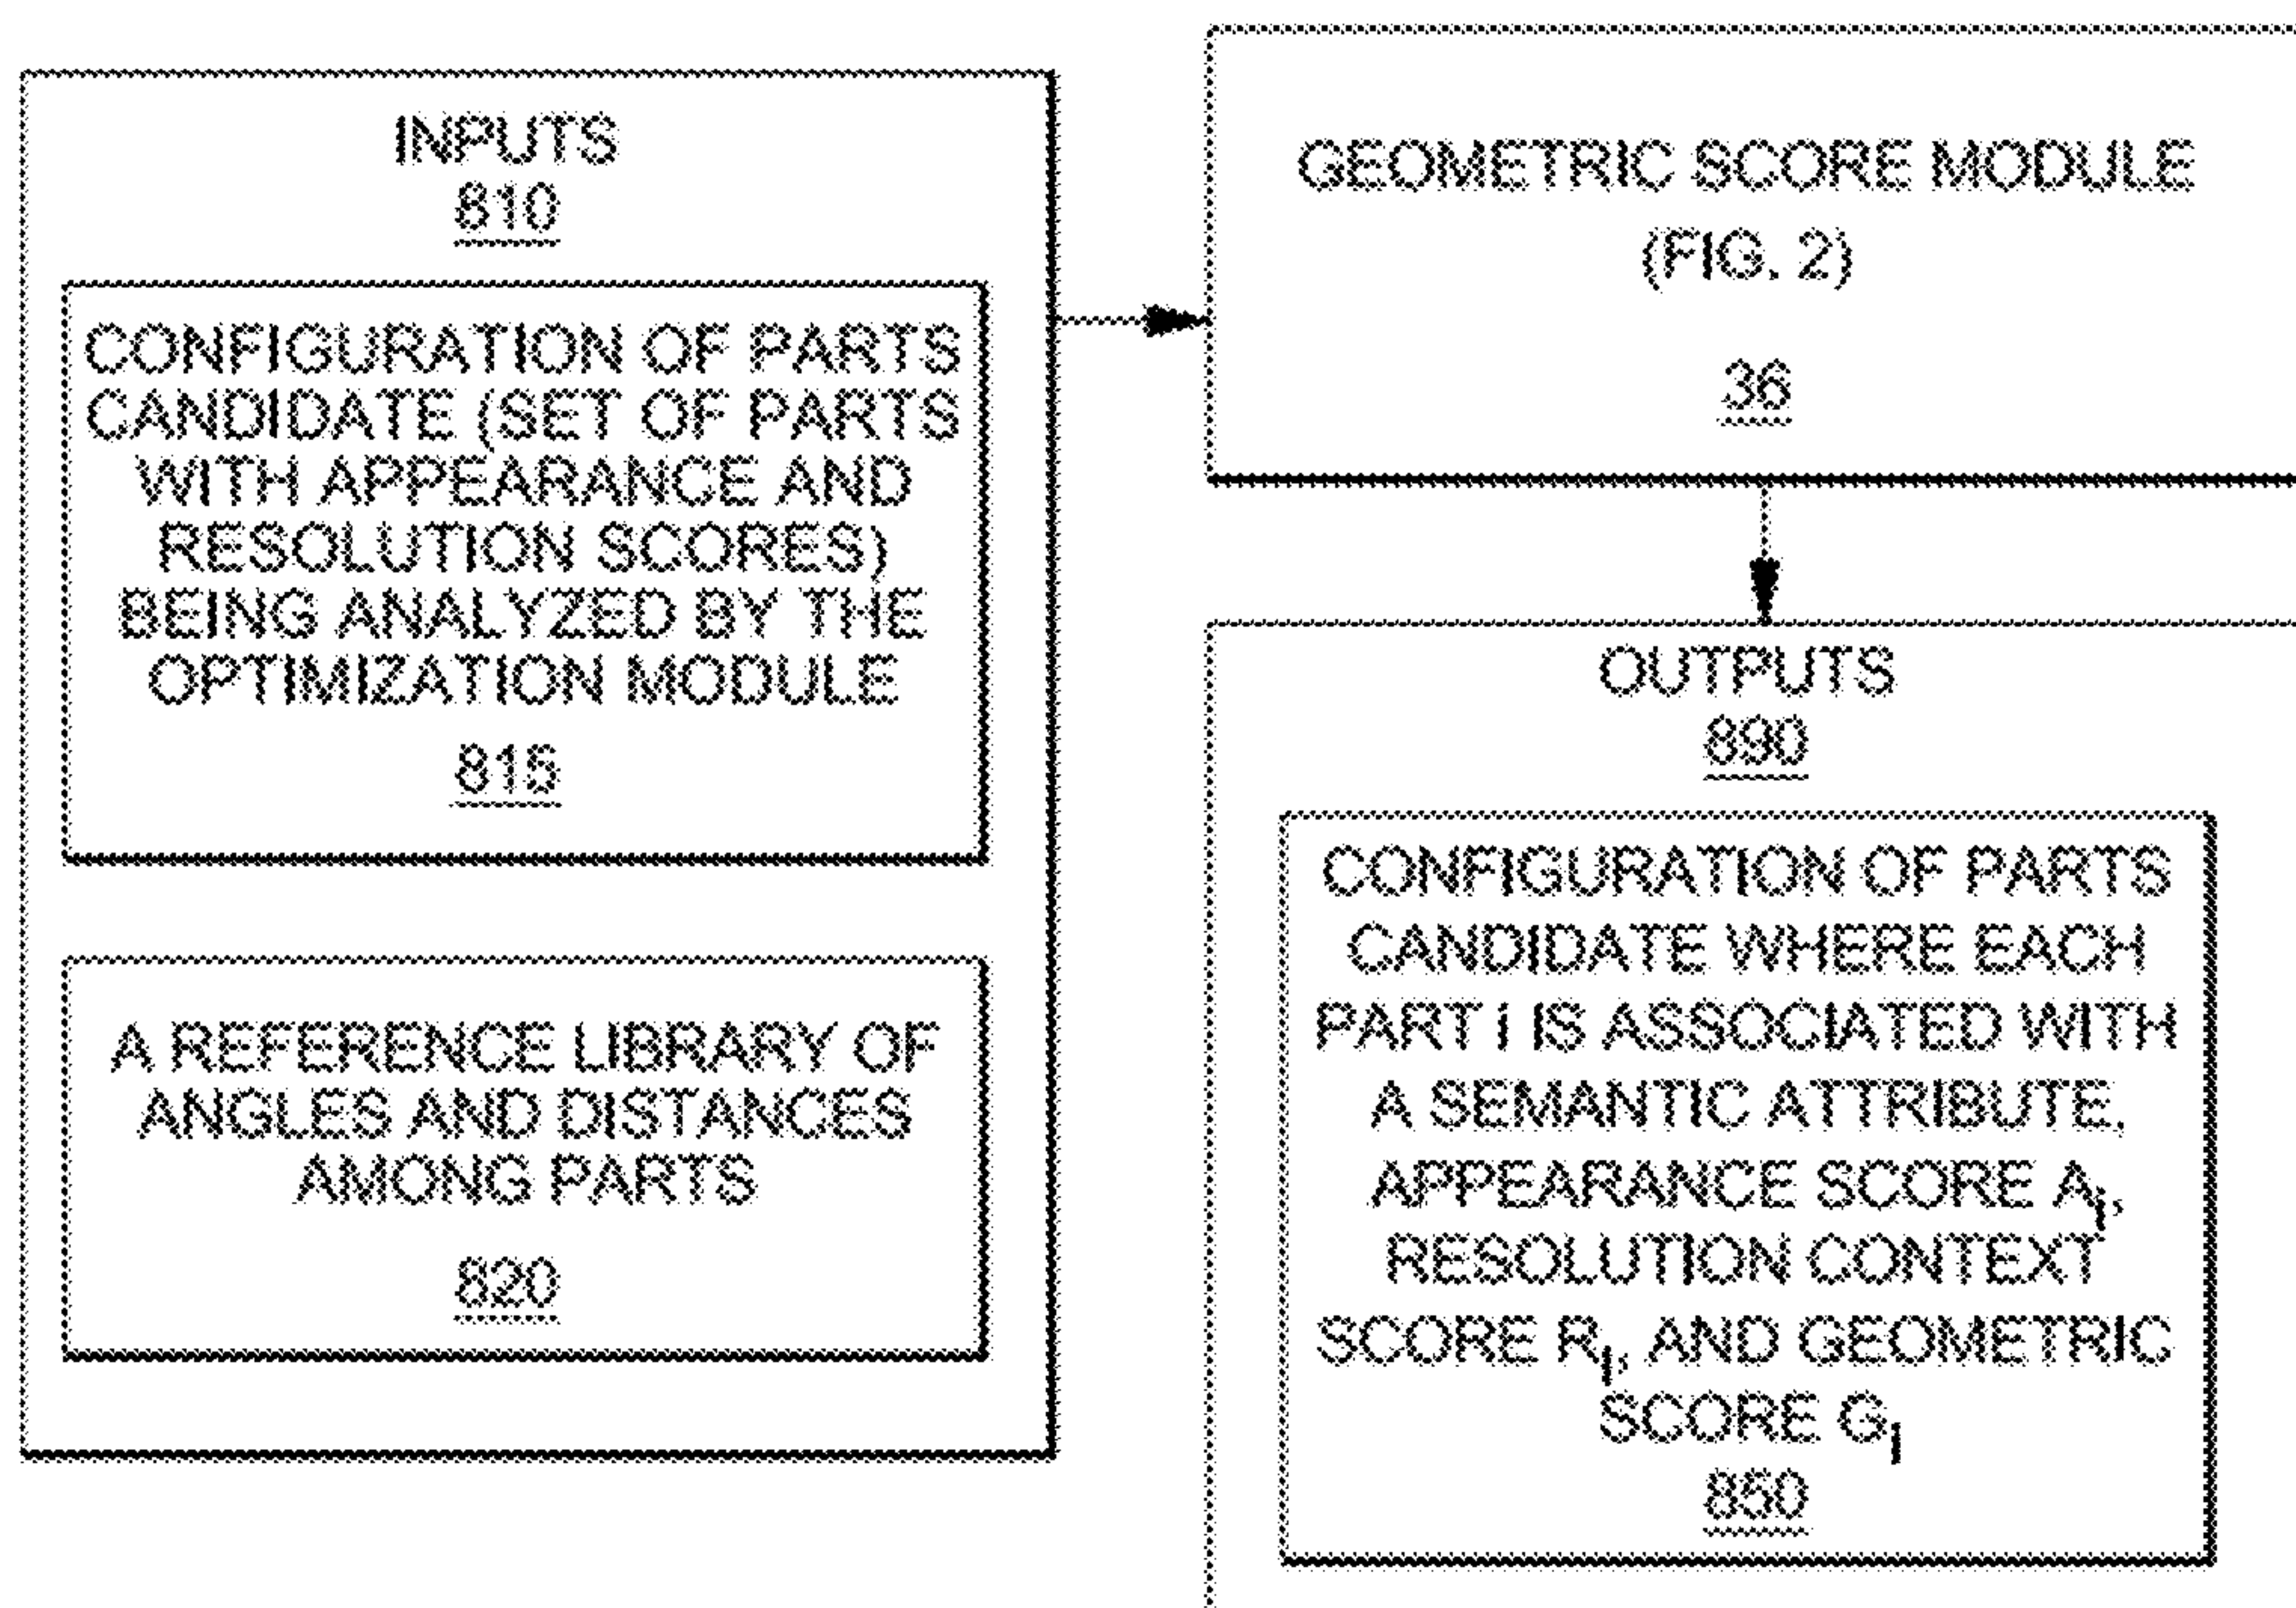 INPUTS
810
CONFIGURATION OF PARTS
CANDIDATE (SET OF PARTS
WITH APPEARANCE AND
RESOLUTION SCORES)
BEING ANALYZED BY THE
OPTIMIZATION MODULE
815
A REFERENCE LIBRARY OF
ANGLES AND DISTANCES
AMONG PARTS
820
GEOMETRIC SCORE MODULE
(FIG. 2)
36
OUTPUTS
890
CONFIGURATION OF PARTS
CANDIDATE WHERE EACH
PART i IS ASSOCIATED WITH
A SEMANTIC ATTRIBUTE,
APPEARANCE SCORE Ai,
RESOLUTION CONTEXT
SCORE Ri, AND GEOMETRIC
SCORE Gi
850